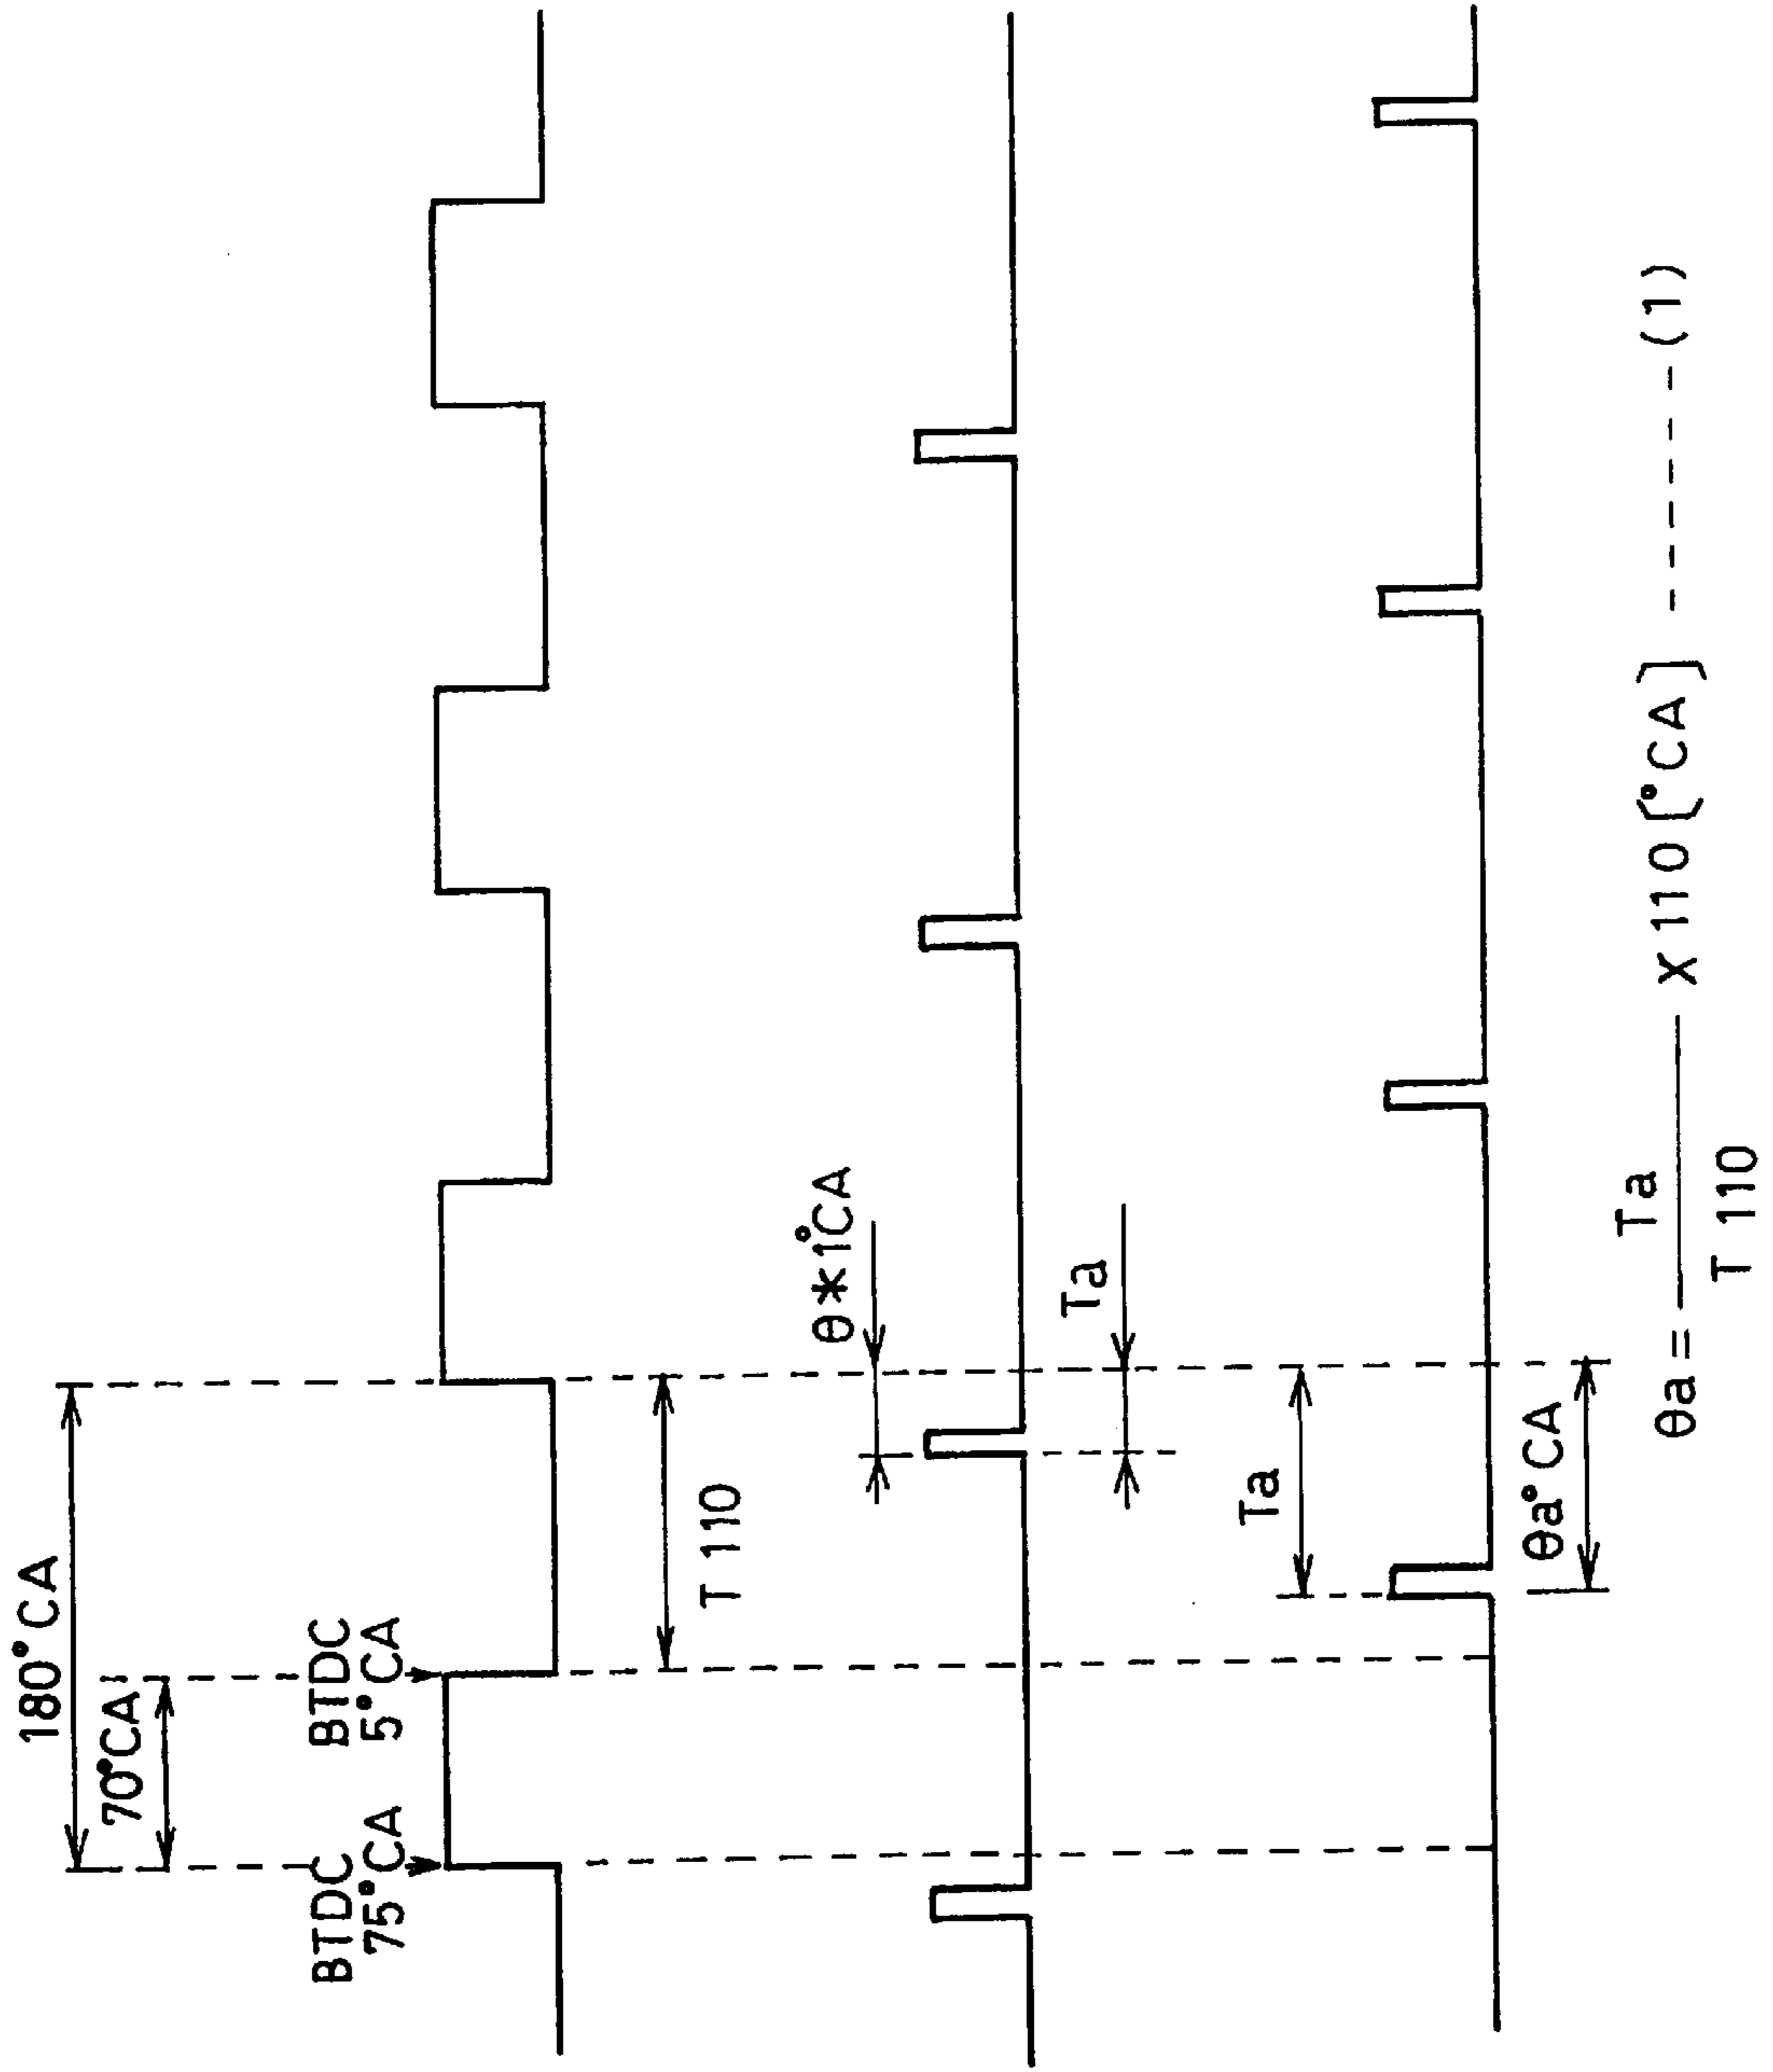 180°CA
70°CA
BTDC
75°CA
BTDC
5°CA
T 110
θ*1°CA
Ta
Ta
θa°CA
θa = Ta / T 110 X 110 [°CA] ------ (1)